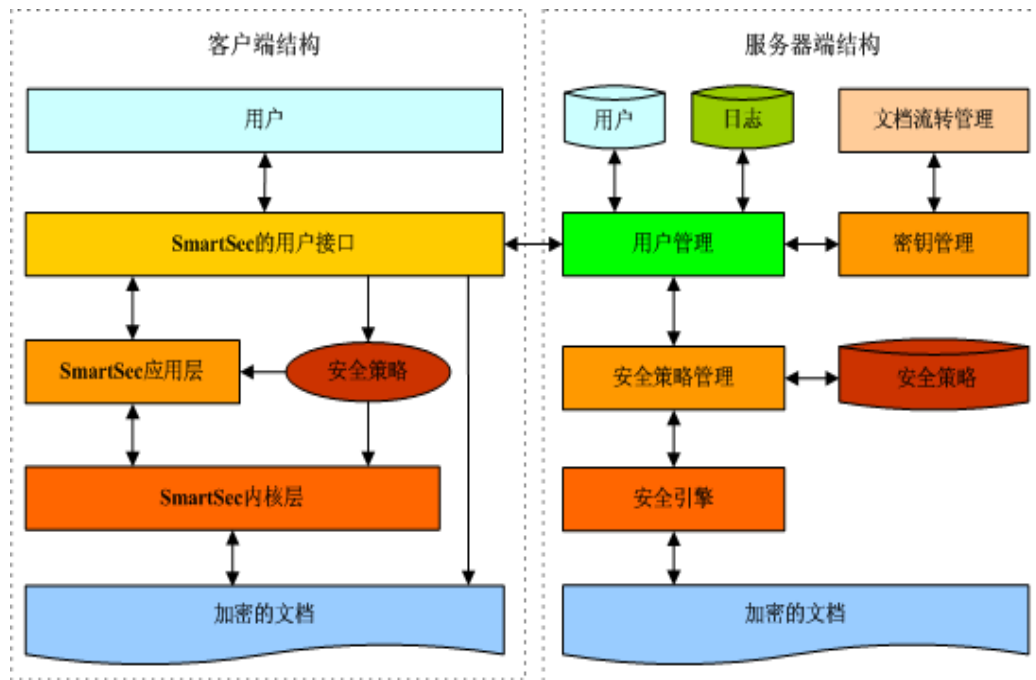 客户端结构
用户
SmartSec的用户接口
SmartSec应用层
安全策略
SmartSec内核层
加密的文档
服务器端结构
用户
日志
文档流转管理
用户管理
密钥管理
安全策略管理
安全策略
安全引擎
加密的文档